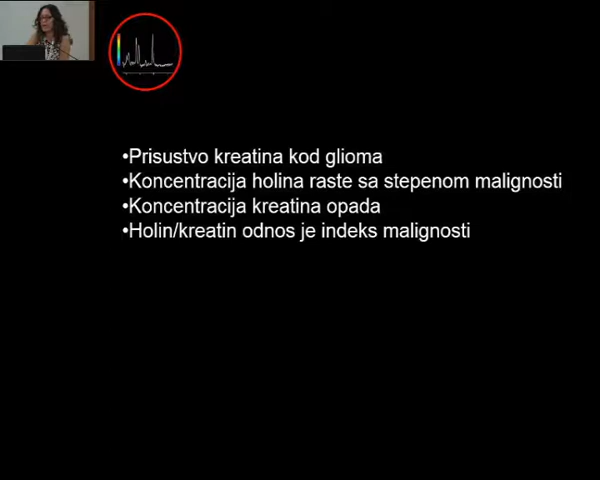 •Prisustvo kreatina kod glioma
•Koncentracija holina raste sa stepenom malignosti
•Koncentracija kreatina opada
•Holin/kreatin odnos je indeks malignosti